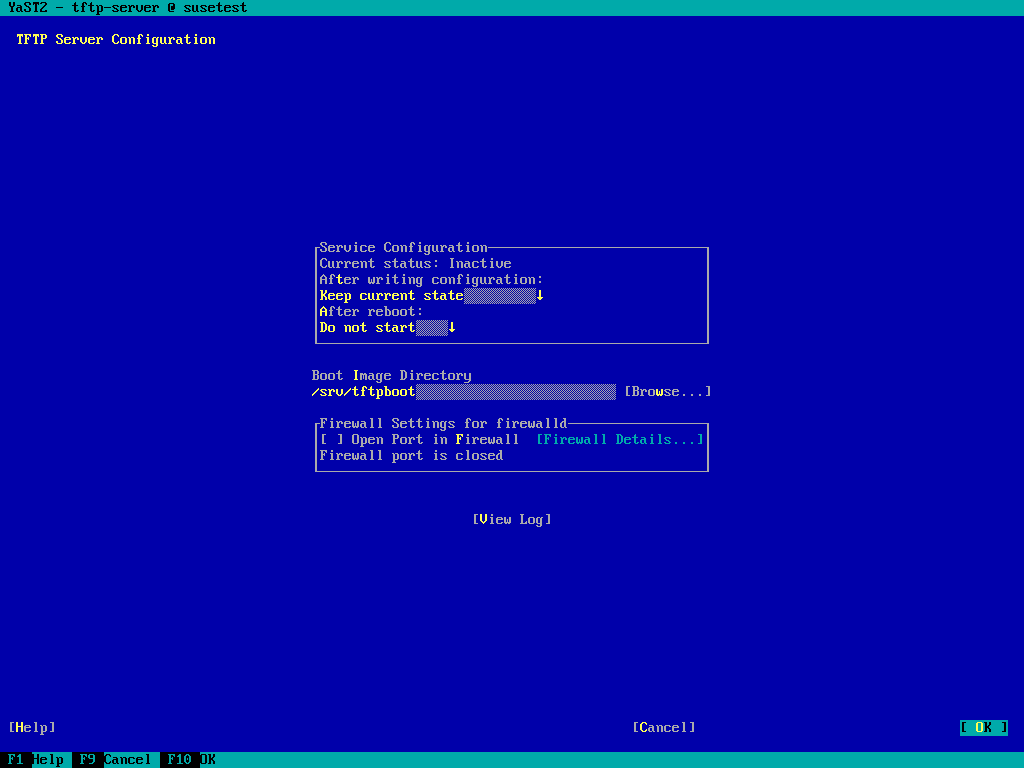 YaST2 - tftp-server @ susetest
TFTP Server Configuration
Service Configuration
Current status: Inactive
After writing configuration:
Keep current state↓
After reboot:
Do not start↓
Boot Image Directory
/srv/tftpboot [Browse...]
Firewall Settings for firewalld
[ ] Open Port in Firewall [Firewall Details...]
Firewall port is closed
[View Log]
[Help] [Cancel] [ OK ]
F1 Help F9 Cancel F10 OK